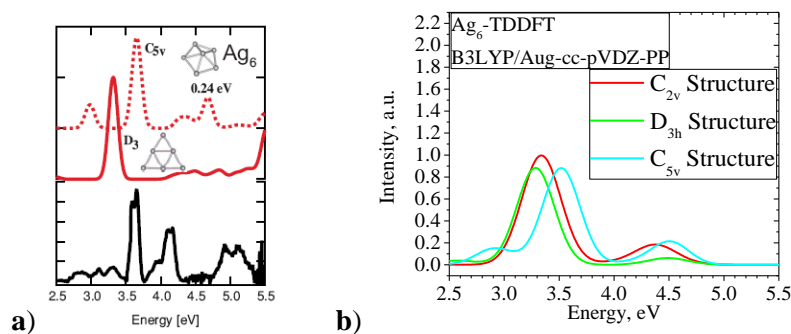 C5v
Ag6
0.24 eV
D3
2.5 3.0 3.5 4.0 4.5 5.0 5.5
Energy [eV]
a)
Ag6-TDDFT
B3LYP/Aug-cc-pVDZ-PP
C2v Structure
D3h Structure
C5v Structure
Intensity, a.u.
2.2
2.0
1.8
1.6
1.4
1.2
1.0
0.8
0.6
0.4
0.2
0.0
2.5 3.0 3.5 4.0 4.5 5.0 5.5
Energy, eV
b)